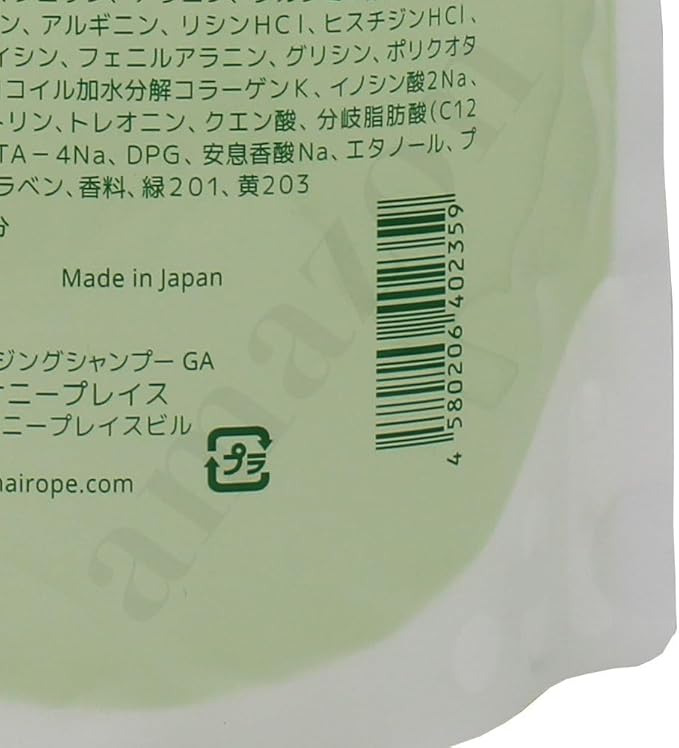 ン、アルギニン、リシンHCl、ヒスチジンHCl、
イシン、フェニルアラニン、グリシン、ポリクオタ
コイル加水分解コラーゲンK、イノシン酸2Na、
トリン、トレオニン、クエン酸、分岐脂肪酸(C12
TA－4Na、DPG、安息香酸Na、エタノール、プ
ラベン、香料、緑201、黄203
分
Made in Japan
ジングシャンプー GA
ニープレイス
ニープレイスビル
プラ
hairope.com
4 580206 402359
amazon